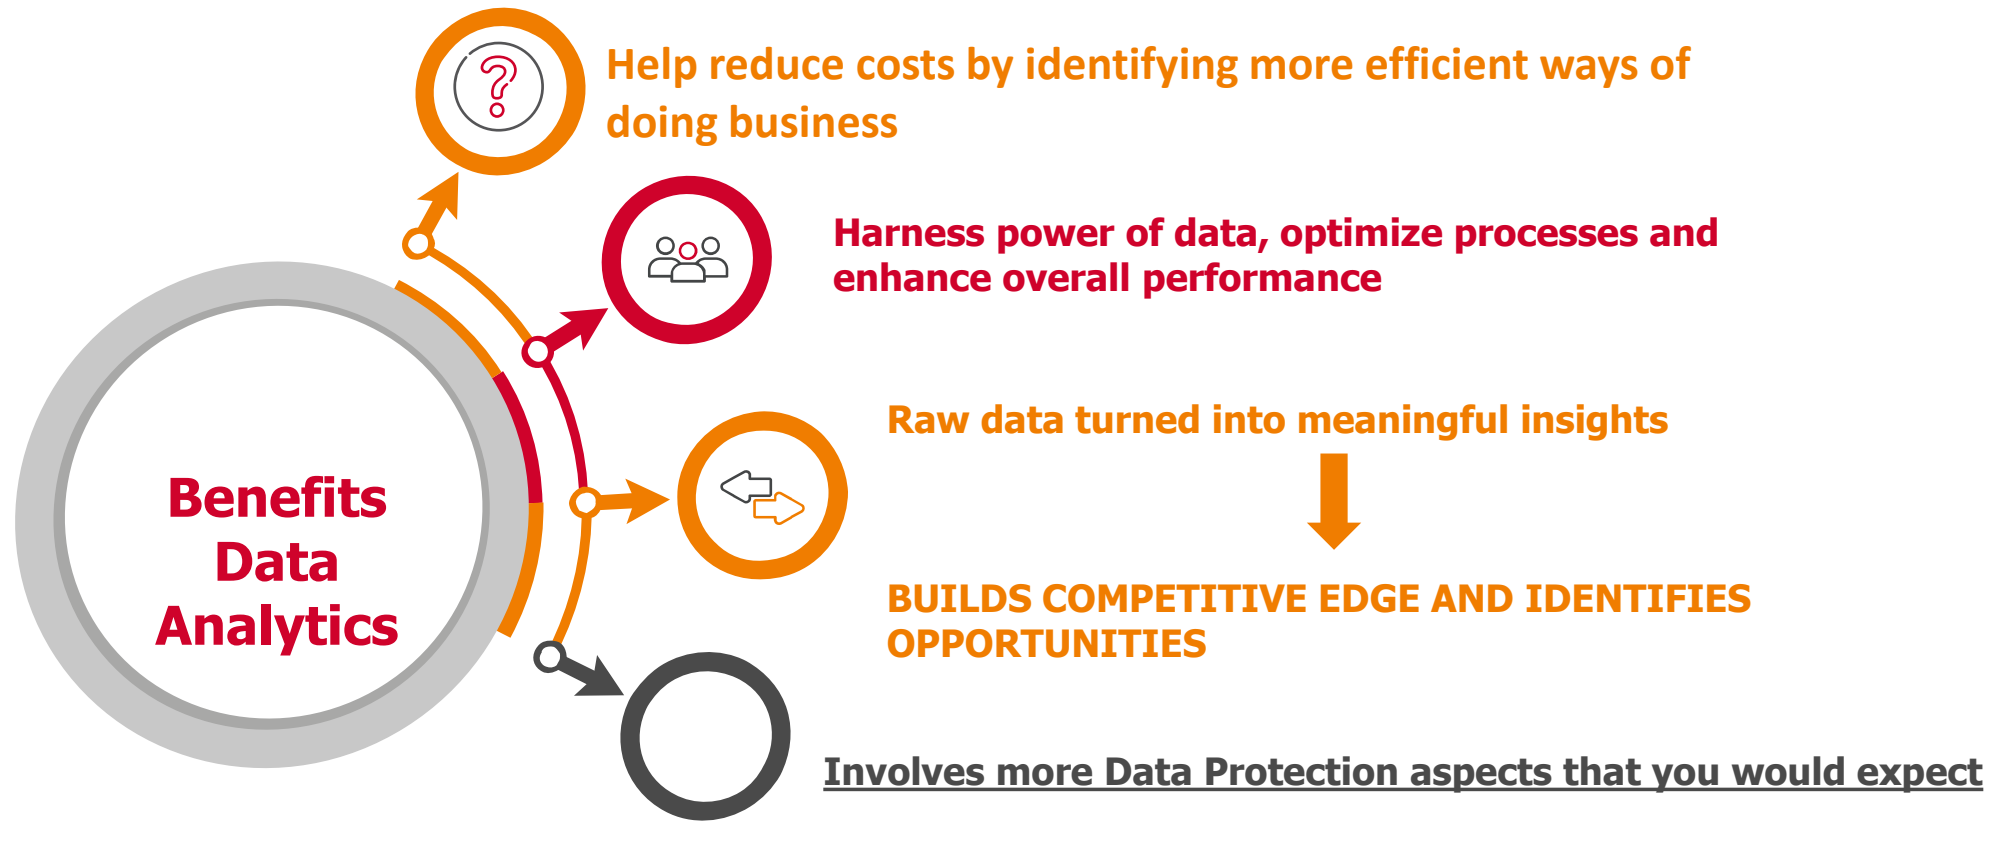 Help reduce costs by identifying more efficient ways of
doing business
Harness power of data, optimize processes and
enhance overall performance
Raw data turned into meaningful insights
BUILDS COMPETITIVE EDGE AND IDENTIFIES
OPPORTUNITIES
Involves more Data Protection aspects that you would expect
Benefits
Data
Analytics